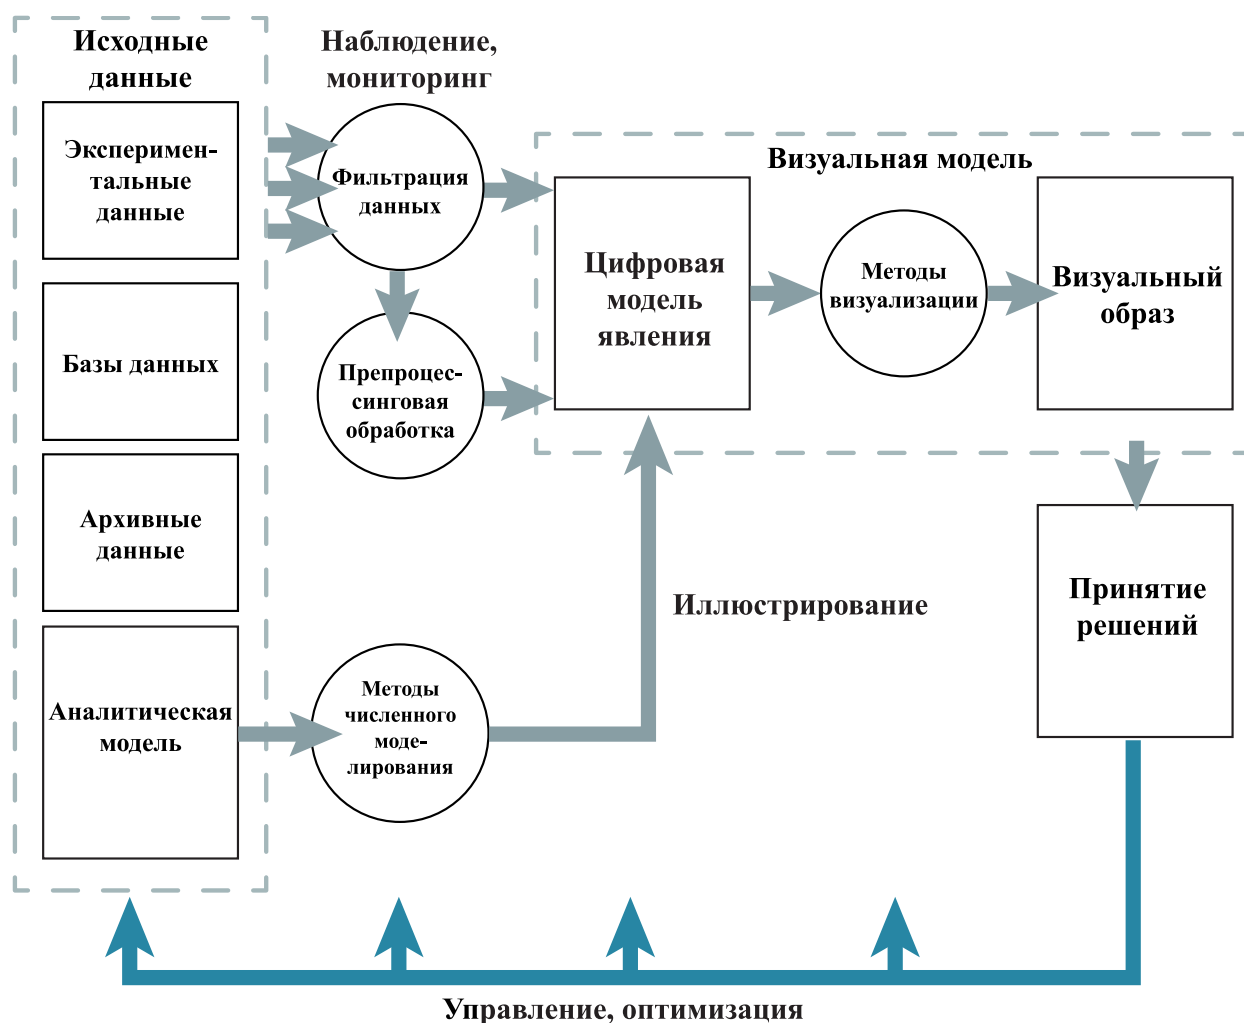 Исходные
данные
Эксперимен-
тальные
данные
Базы данных
Архивные
данные
Аналитическая
модель
Наблюдение,
мониторинг
Фильтрация
данных
Препроцес-
синговая
обработка
Методы
численного
моде-
лирования
Визуальная модель
Цифровая
модель
явления
Методы
визуализации
Визуальный
образ
Иллюстрирование
Принятие
решений
Управление, оптимизация